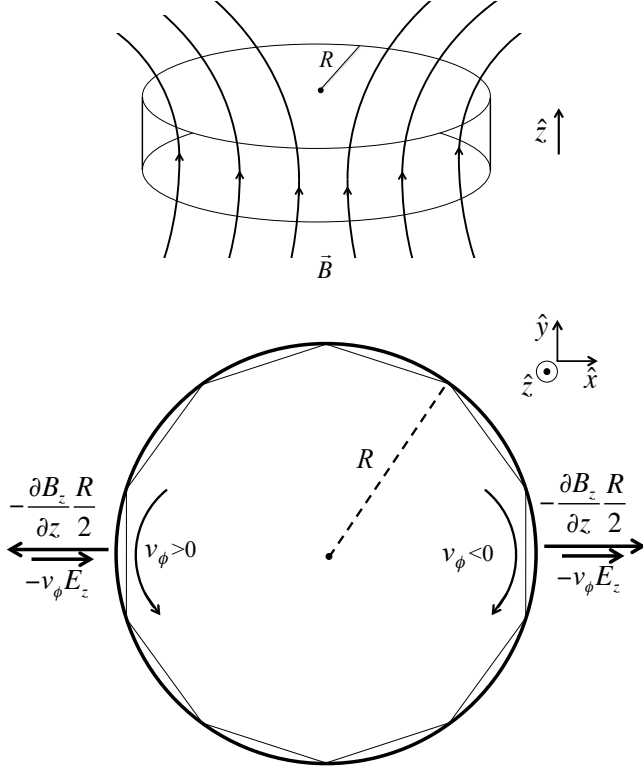 R
ẑ
B⃗
ŷ
ẑ
x̂
R
−∂B_z/∂z R/2
−v_ϕE_z
v_ϕ>0
v_ϕ<0
−∂B_z/∂z R/2
−v_ϕE_z